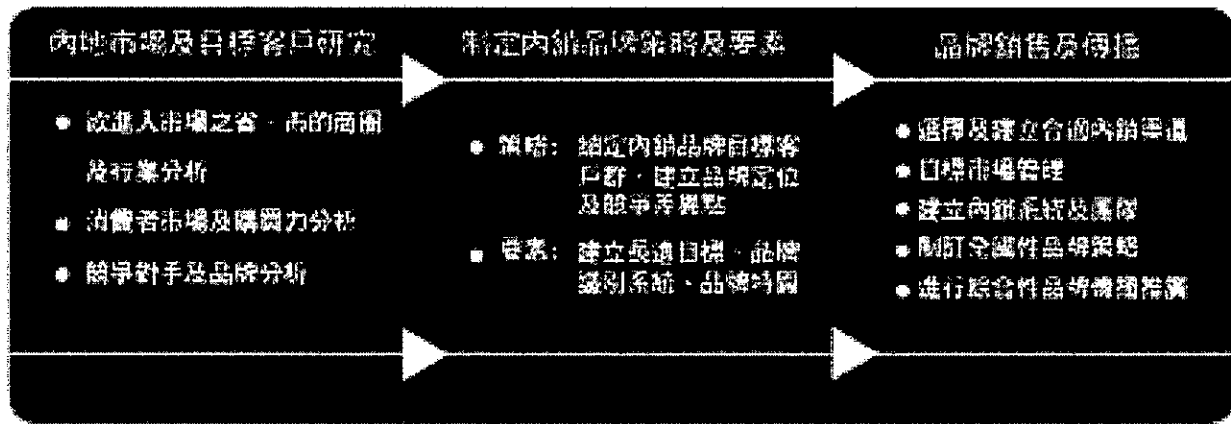 內地市場及目標客戶研究
欲進入市場之省、市的商圈
及行業分析
消費者市場及購買力分析
競爭對手及品牌分析
制定內銷品牌策略及要素
策略：鎖定內銷品牌目標客
戶群，建立品牌定位
及競爭差異點
要素：建立長遠目標、品牌
識別系統、品牌時間
品牌銷售及傳播
選擇及建立合適內銷渠道
目標市場管理
建立內銷系統及團隊
制訂全國性品牌策略
進行綜合性品牌傳播推廣